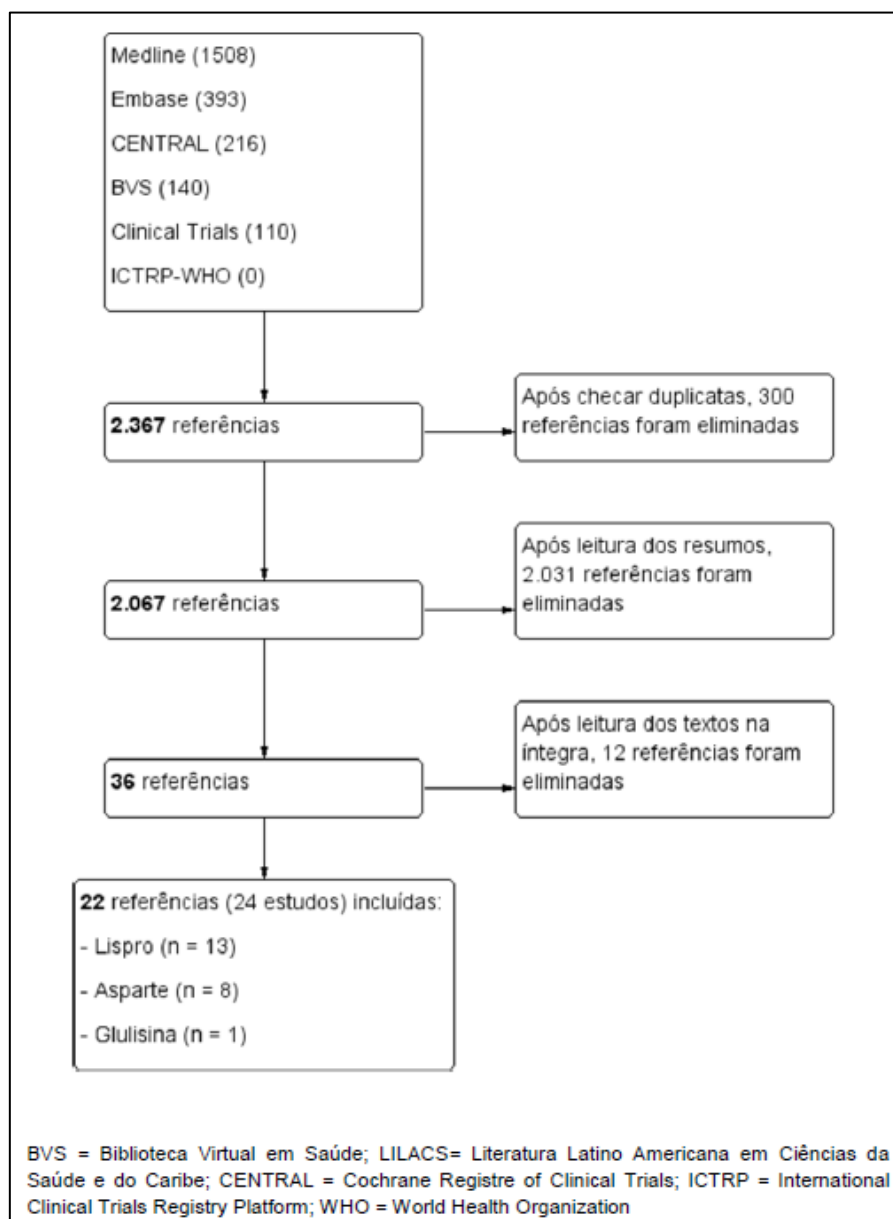 Medline (1508)
Embase (393)
CENTRAL (216)
BVS (140)
Clinical Trials (110)
ICTRP-WHO (0)
2.367 referências
Após checar duplicatas, 300
referências foram eliminadas
2.067 referências
Após leitura dos resumos,
2.031 referências foram
eliminadas
36 referências
Após leitura dos textos na
íntegra, 12 referências foram
eliminadas
22 referências (24 estudos) incluídas:
- Lispro (n = 13)
- Asparte (n = 8)
- Glulisina (n = 1)
BVS = Biblioteca Virtual em Saúde; LILACS= Literatura Latino Americana em Ciências da
Saúde e do Caribe; CENTRAL = Cochrane Registre of Clinical Trials; ICTRP = International
Clinical Trials Registry Platform; WHO = World Health Organization